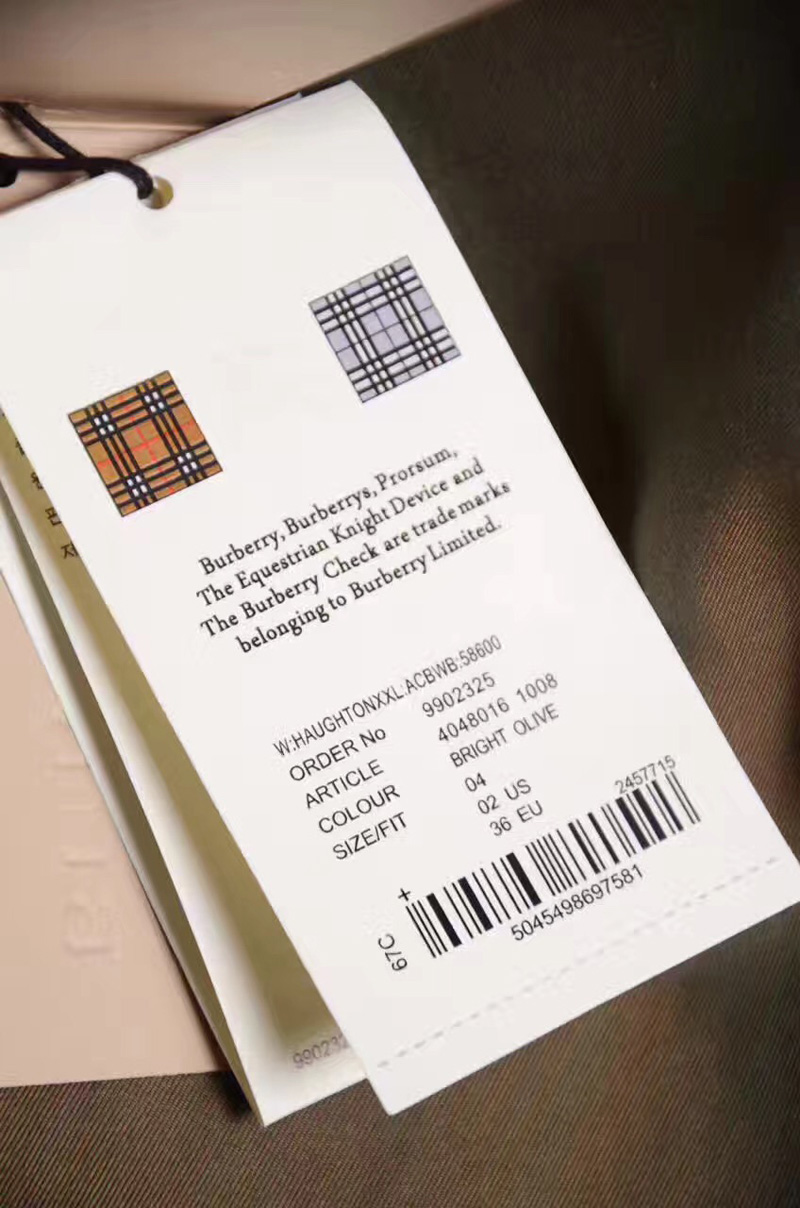 Burberry, Burberrys, Prorsum,
The Equestrian Knight Device and
The Burberry Check are trade marks
belonging to Burberry Limited.
W:HAUGHTONXXL:ACBWB:58600
ORDER No 9902325
ARTICLE 4048016 1008
COLOUR BRIGHT OLIVE
SIZE/FIT 04
02 US
36 EU
2457715
+
67C
5045498697581
990232